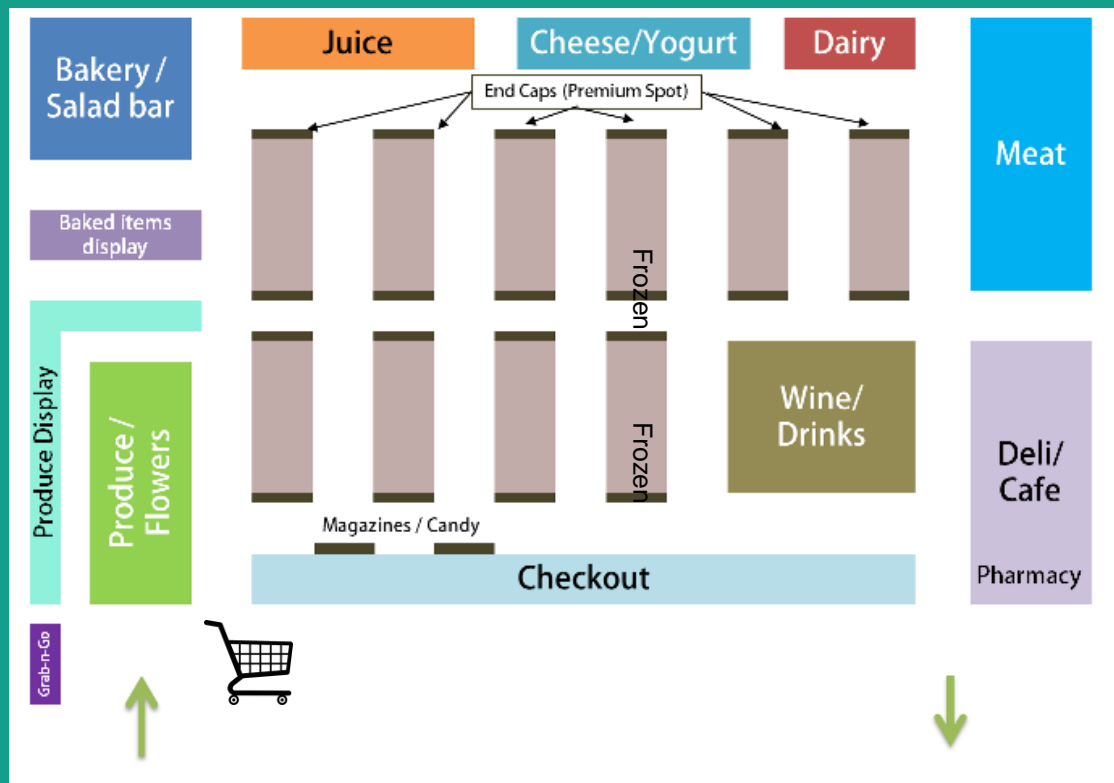 Bakery /
Salad bar
Juice
Cheese/Yogurt
Dairy
End Caps (Premium Spot)
Meat
Baked items
display
Frozen
Produce Display
Produce /
Flowers
Frozen
Wine/
Drinks
Deli/
Cafe
Pharmacy
Magazines / Candy
Checkout
Grab-n-Go